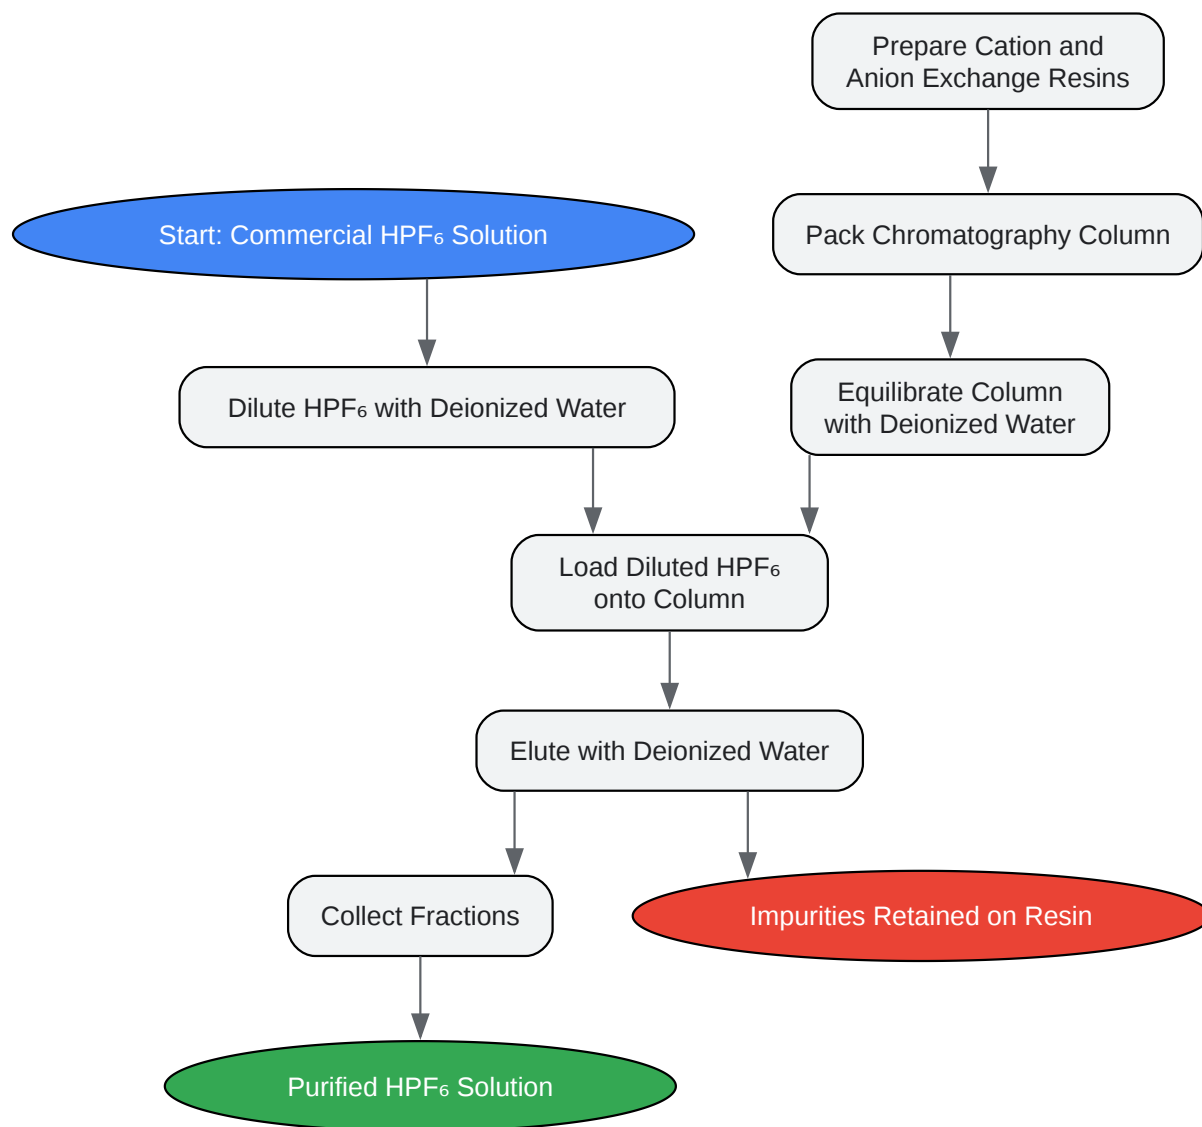 Prepare Cation and
Anion Exchange Resins
Start: Commercial HPF₆ Solution
Pack Chromatography Column
Dilute HPF₆ with Deionized Water
Equilibrate Column
with Deionized Water
Load Diluted HPF₆
onto Column
Elute with Deionized Water
Collect Fractions
Impurities Retained on Resin
Purified HPF₆ Solution